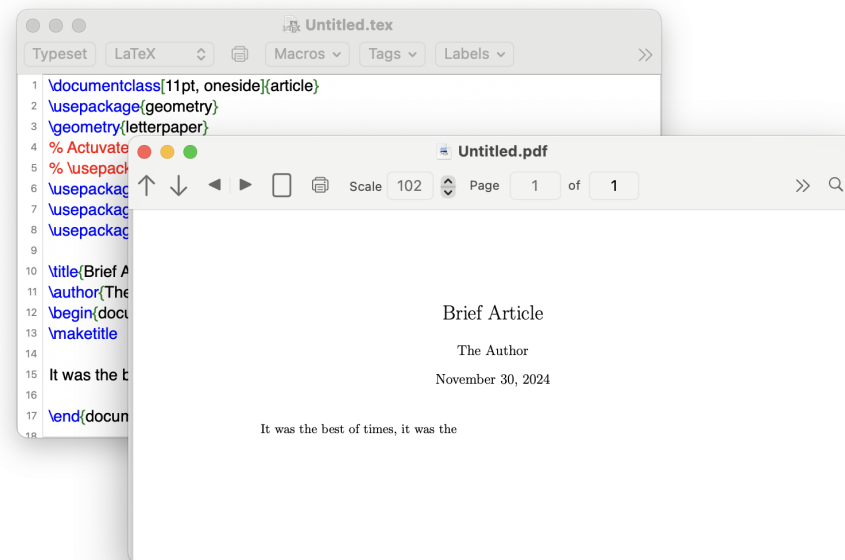 Untitled.tex
Typeset LaTeX Macros Tags Labels
1 \documentclass[11pt, oneside]{article}
2 \usepackage{geometry}
3 \geometry{letterpaper}
4 % Actuvate
5 % \usepack
6 \usepackag
7 \usepackag
8 \usepackag
9
10 \title{Brief A
11 \author{The
12 \begin{docu
13 \maketitle
14
15 It was the b
16
17 \end{docum
18
Untitled.pdf
Scale 102 Page 1 of 1
Brief Article
The Author
November 30, 2024
It was the best of times, it was the